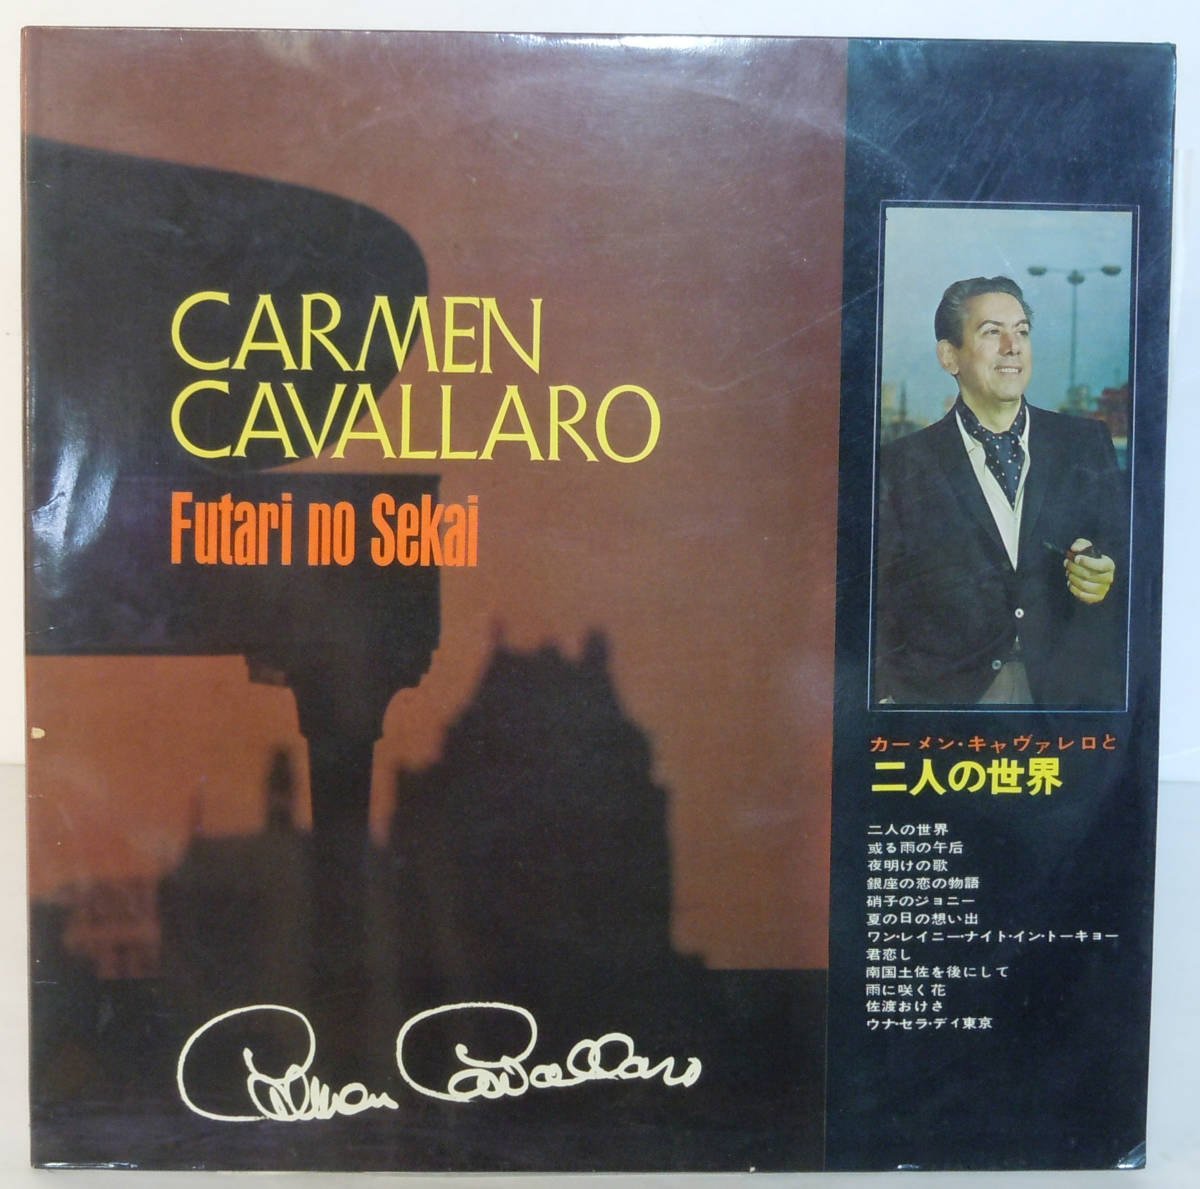 CARMEN
CAVALLARO
Futari no Sekai
カーメン・キャヴァレロと
二人の世界
二人の世界
或る雨の午后
夜明けの歌
銀座の恋の物語
硝子のジョニー
夏の日の想い出
ワン・レイニー・ナイト・イン・トーキョー
君恋し
南国土佐を後にして
雨に咲く花
佐渡おけさ
ウナ・セラ・ディ東京
Carmen Cavallaro